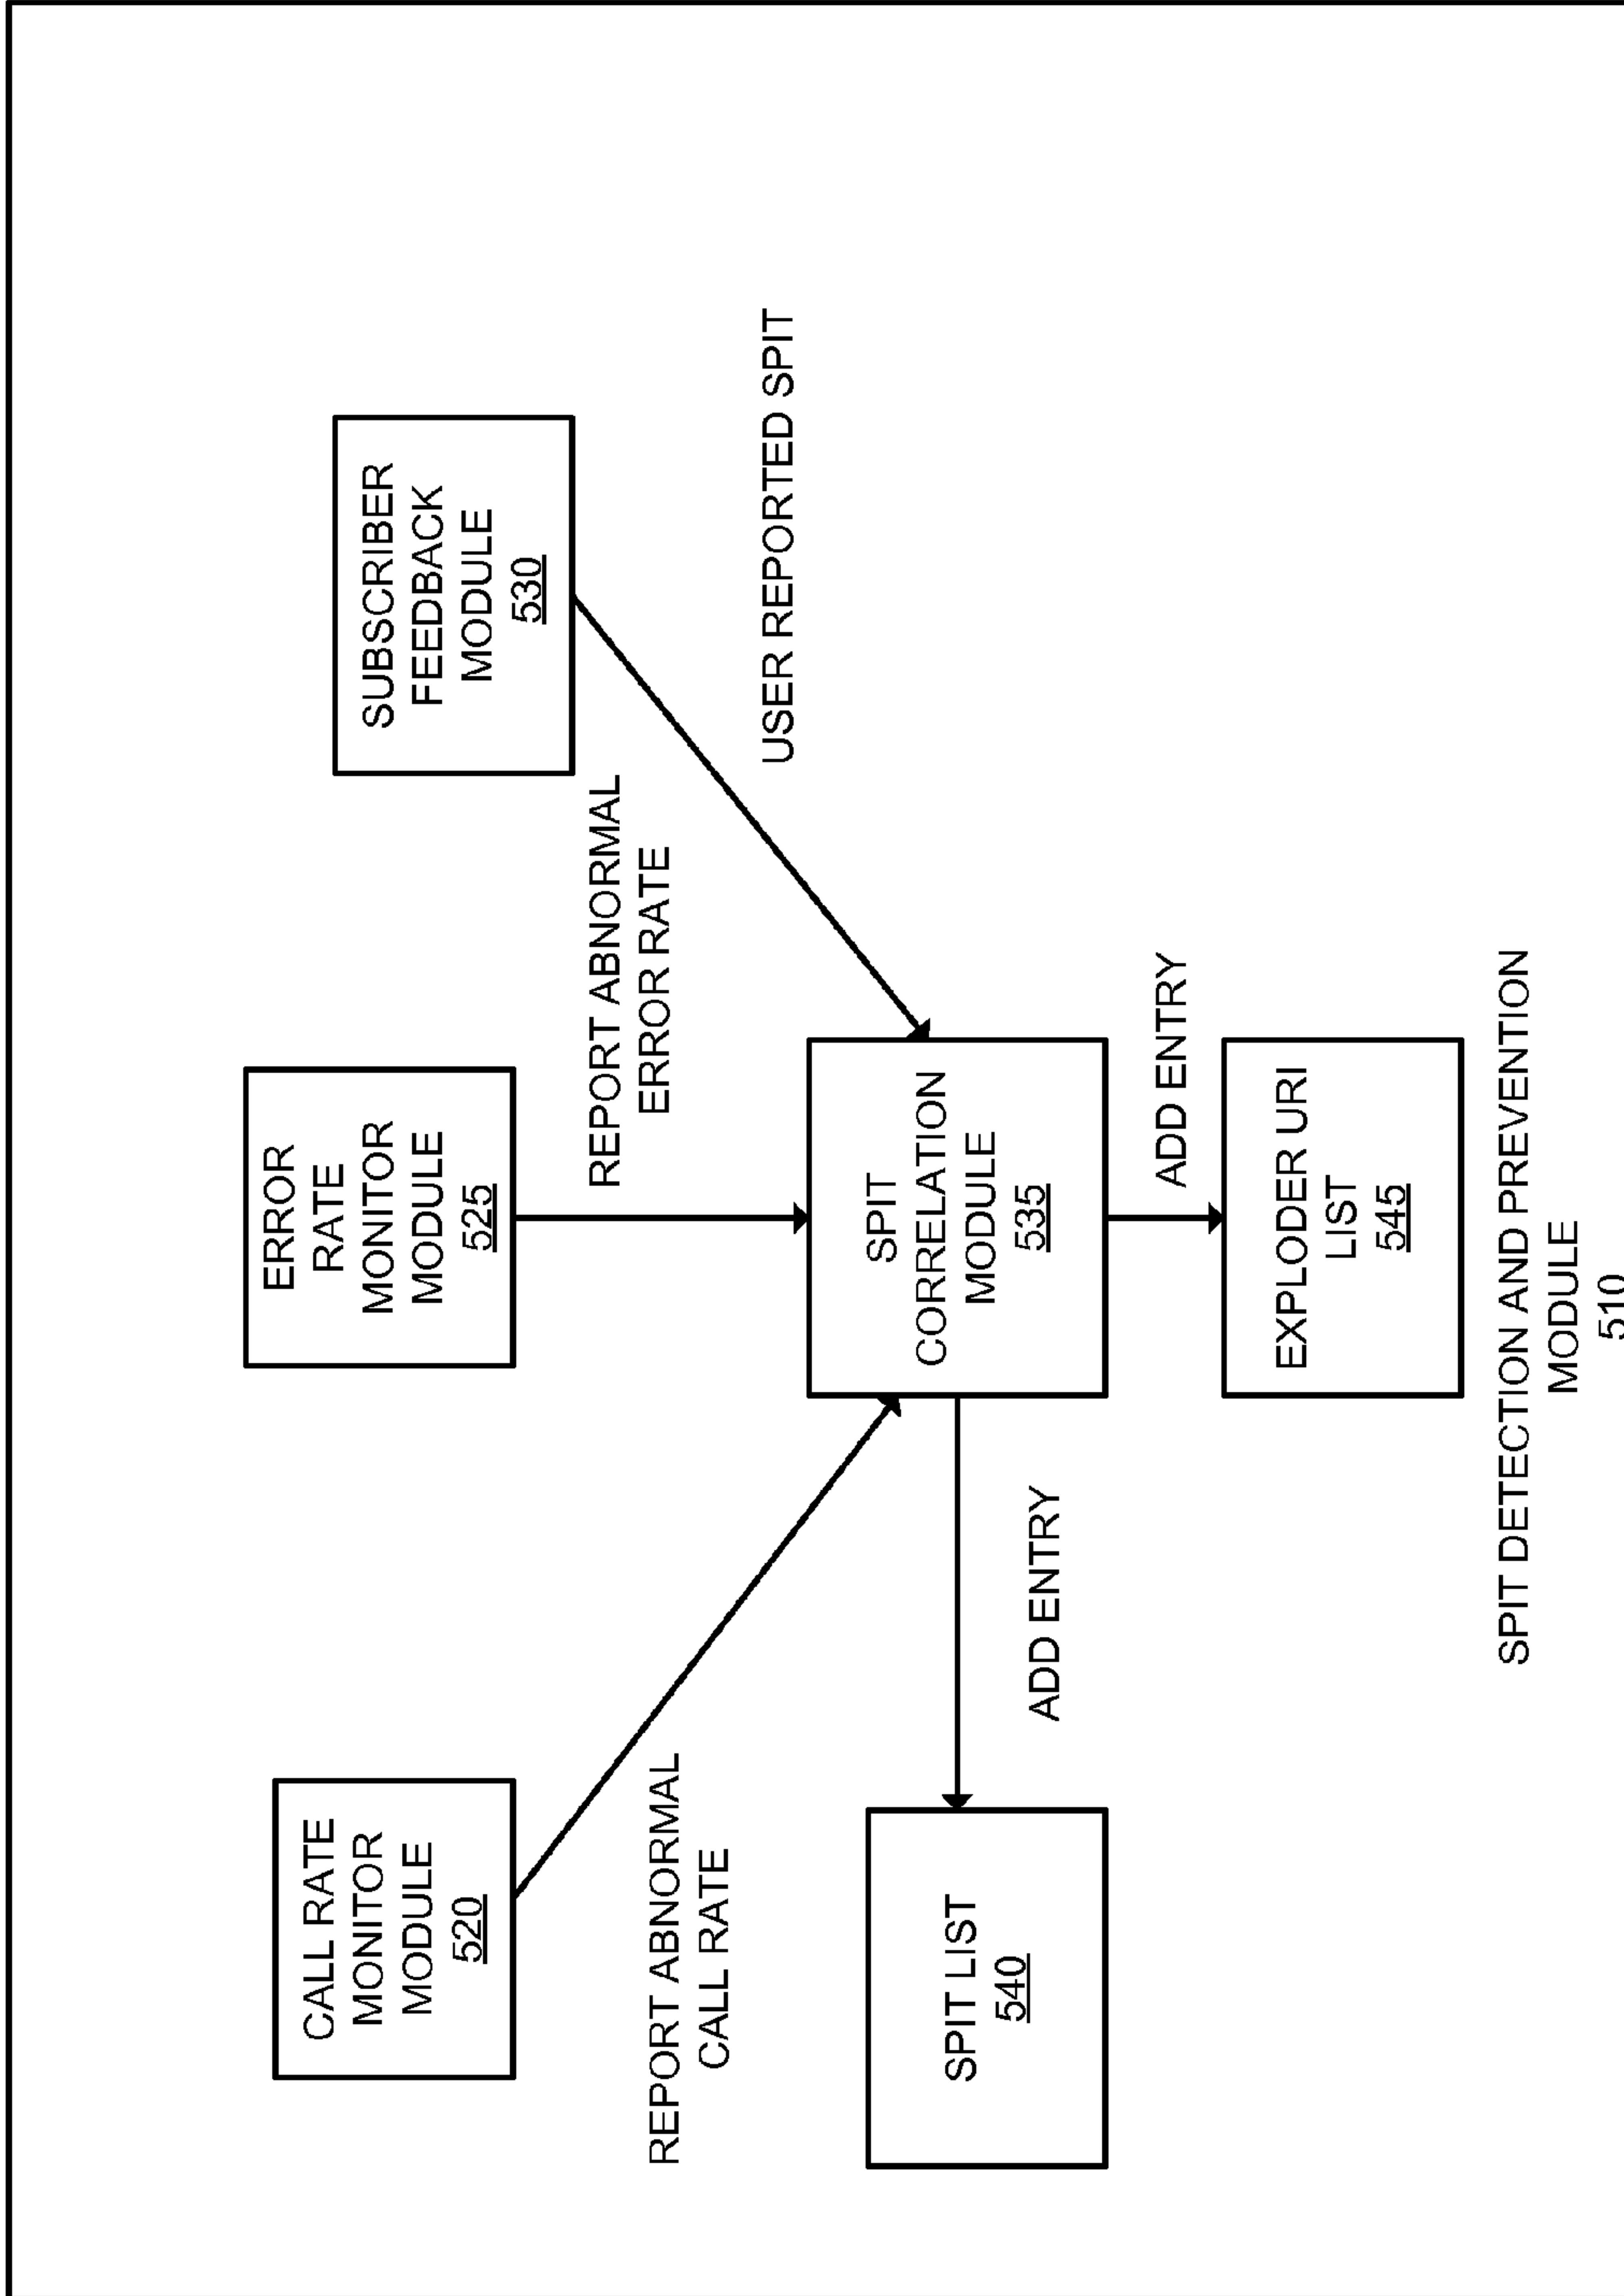 CALL RATE
MONITOR
MODULE
520
ERROR
RATE
MONITOR
MODULE
525
SUBSCRIBER
FEEDBACK
MODULE
530
REPORT ABNORMAL
CALL RATE
REPORT ABNORMAL
ERROR RATE
USER REPORTED SPIT
SPIT LIST
540
ADD ENTRY
SPIT
CORRELATION
MODULE
535
ADD ENTRY
EXPLODER URI
LIST
545
SPIT DETECTION AND PREVENTION
MODULE
510